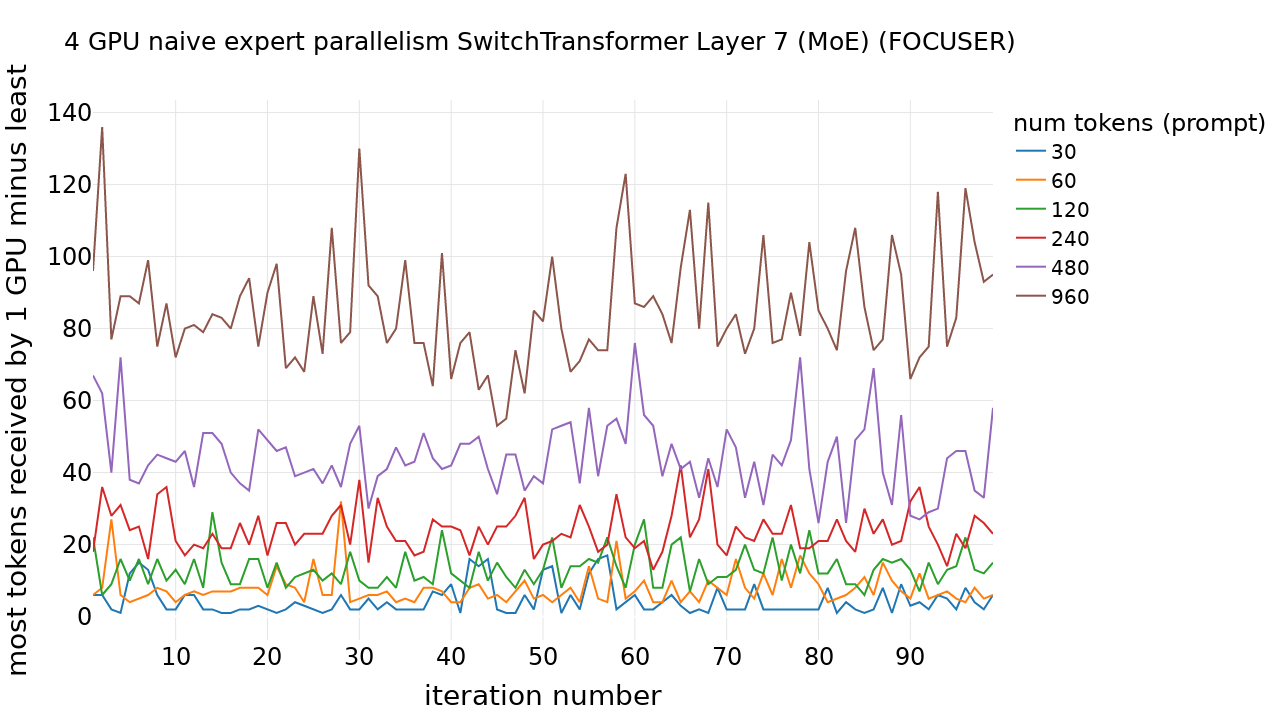 4 GPU naive expert parallelism SwitchTransformer Layer 7 (MoE) (FOCUSER)
most tokens received by 1 GPU minus least
140
120
100
80
60
40
20
0
10 20 30 40 50 60 70 80 90
iteration number
num tokens (prompt)
30
60
120
240
480
960